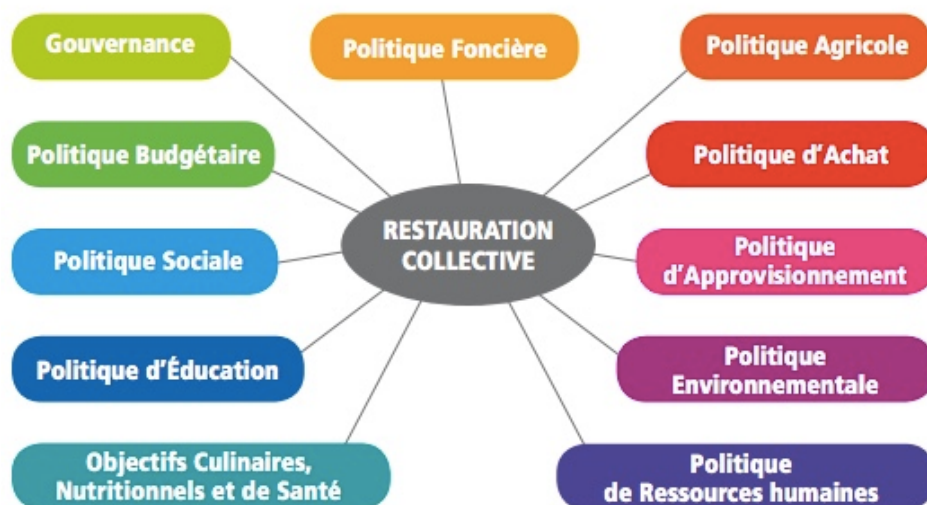 Gouvernance
Politique Foncière
Politique Agricole
Politique Budgétaire
Politique d’Achat
RESTAURATION
COLLECTIVE
Politique Sociale
Politique
d’Approvisionnement
Politique d’Éducation
Politique
Environnementale
Objectifs Culinaires,
Nutritionnels et de Santé
Politique
de Ressources humaines